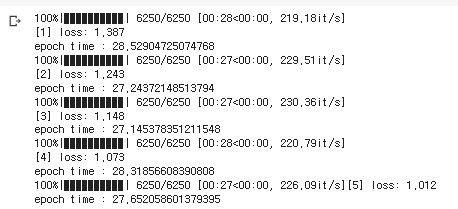 100%|██████████| 6250/6250 [00:28<00:00, 219.18it/s]
[1] loss: 1.387
epoch time : 28.52904725074768
100%|██████████| 6250/6250 [00:27<00:00, 229.51it/s]
[2] loss: 1.243
epoch time : 27.24372148513794
100%|██████████| 6250/6250 [00:27<00:00, 230.36it/s]
[3] loss: 1.148
epoch time : 27.145378351211548
100%|██████████| 6250/6250 [00:28<00:00, 220.79it/s]
[4] loss: 1.073
epoch time : 28.31856608390808
100%|██████████| 6250/6250 [00:27<00:00, 226.09it/s][5] loss: 1.012
epoch time : 27.652058601379395